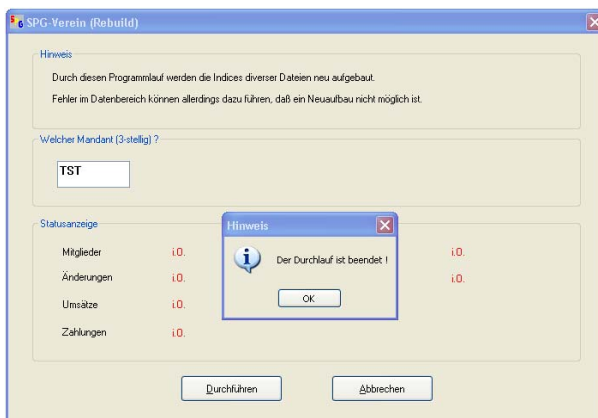 SPG-Verein (Rebuild)
Hinweis
Durch diesen Programmlauf werden die Indices diverser Dateien neu aufgebaut.
Fehler im Datenbereich können allerdings dazu führen, daß ein Neuaufbau nicht möglich ist.
Welcher Mandant (3-stellig) ?
TST
Statusanzeige
Mitglieder i.O. i.O.
Änderungen i.O. i.O.
Umsätze i.O.
Zahlungen i.O.
Hinweis
Der Durchlauf ist beendet !
OK
Durchführen Abbrechen